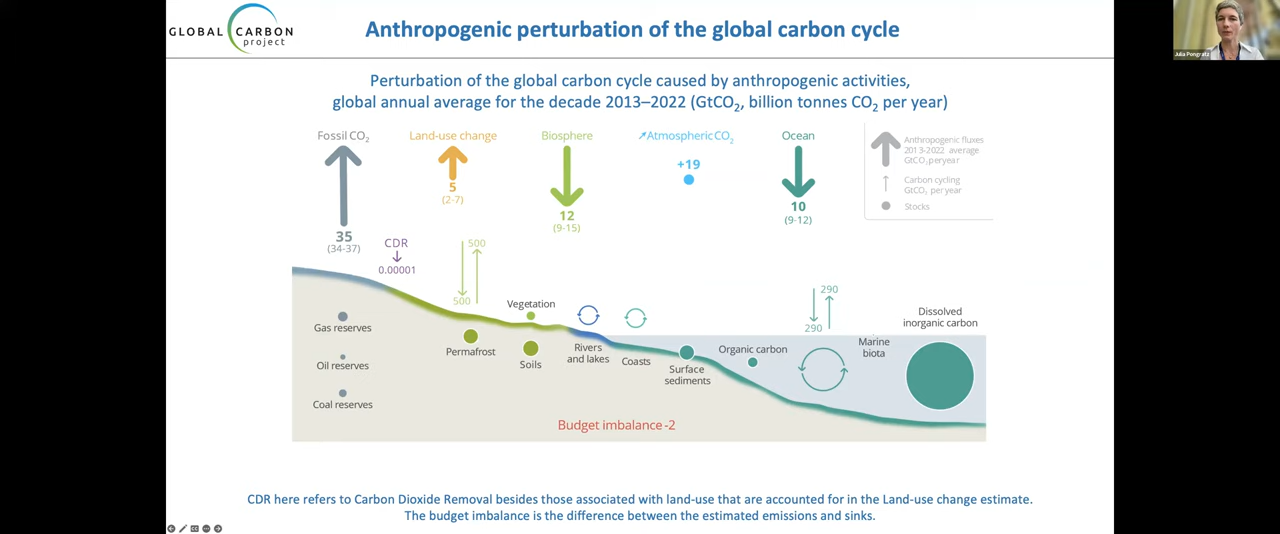 GLOBAL CARBON
project
Anthropogenic perturbation of the global carbon cycle
Julia Pongratz
Perturbation of the global carbon cycle caused by anthropogenic activities,
global annual average for the decade 2013–2022 (GtCO₂, billion tonnes CO₂ per year)
Fossil CO₂
Land-use change
Biosphere
Atmospheric CO₂
Ocean
Anthropogenic fluxes
2013-2022 average
GtCO₂ per year
Carbon cycling
GtCO₂ per year
Stocks
+19
5
(2-7)
12
(9-15)
10
(9-12)
35
(34-37)
CDR
0.00001
500
500
290
290
Vegetation
Gas reserves
Oil reserves
Coal reserves
Permafrost
Soils
Rivers
and lakes
Coasts
Surface
sediments
Organic carbon
Marine
biota
Dissolved
inorganic carbon
Budget imbalance -2
CDR here refers to Carbon Dioxide Removal besides those associated with land-use that are accounted for in the Land-use change estimate.
The budget imbalance is the difference between the estimated emissions and sinks.